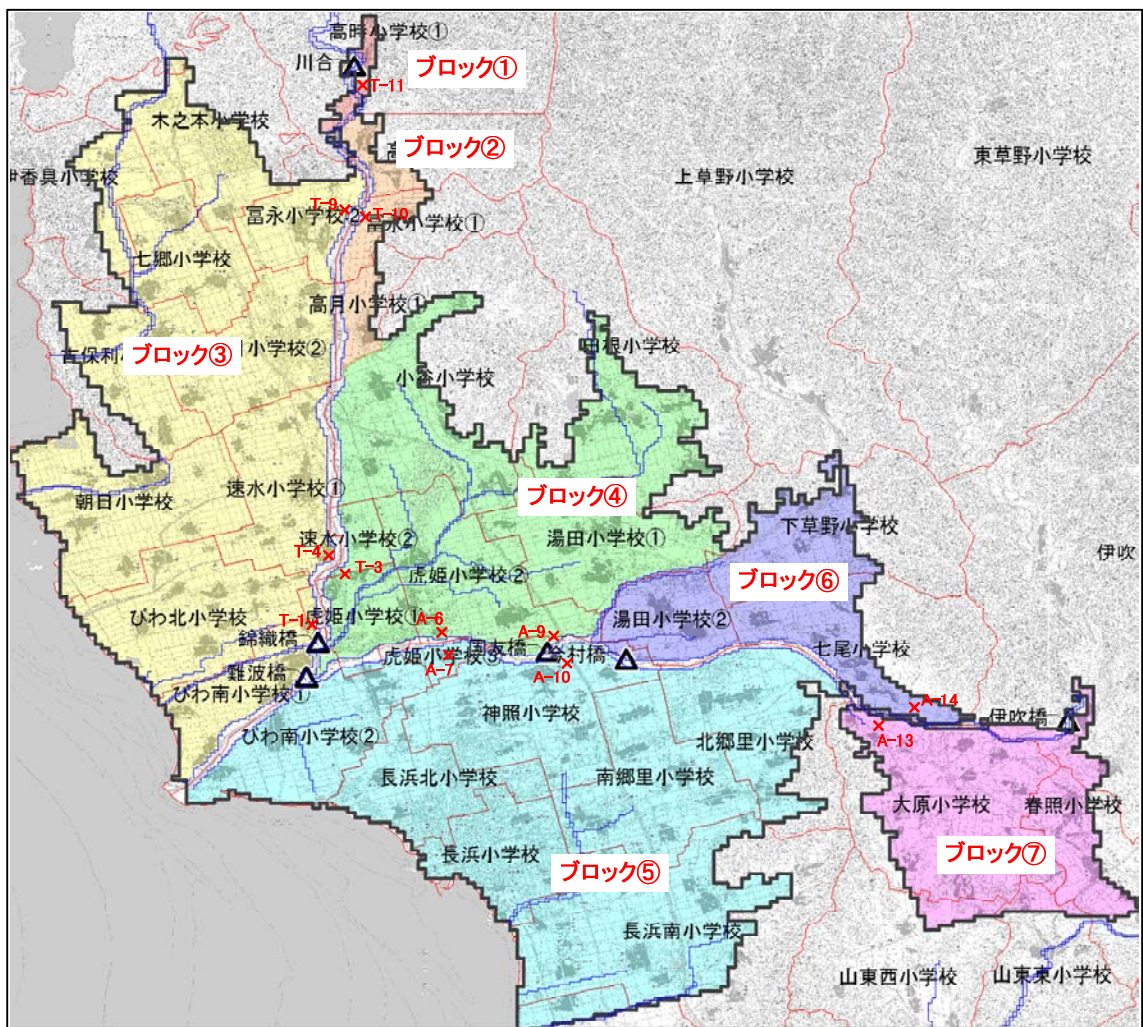 高時小学校①
川合
ブロック①
T-11
木之本小学校
ブロック②
東草野小学校
上草野小学校
伊香具小学校
T-9
冨永小学校②
T-10
冨永小学校①
七郷小学校
高月小学校①
ブロック③
月小学校②
田根小学校
小谷小学校
朝日小学校
速水小学校①
ブロック④
下草野小学校
T-4
速水小学校②
湯田小学校①
伊吹
T-3
虎姫小学校②
ブロック⑥
びわ北小学校
T-1
虎姫小学校①
A-6
A-9
湯田小学校②
錦織橋
国友橋
今村橋
七尾小学校
虎姫小学校③
A-7
A-10
難波橋
びわ南小学校①
A-14
神照小学校
伊吹橋
A-13
びわ南小学校②
北郷里小学校
長浜北小学校
南郷里小学校
大原小学校
春照小学校
長浜小学校
ブロック⑤
ブロック⑦
長浜南小学校
山東西小学校
山東東小学校